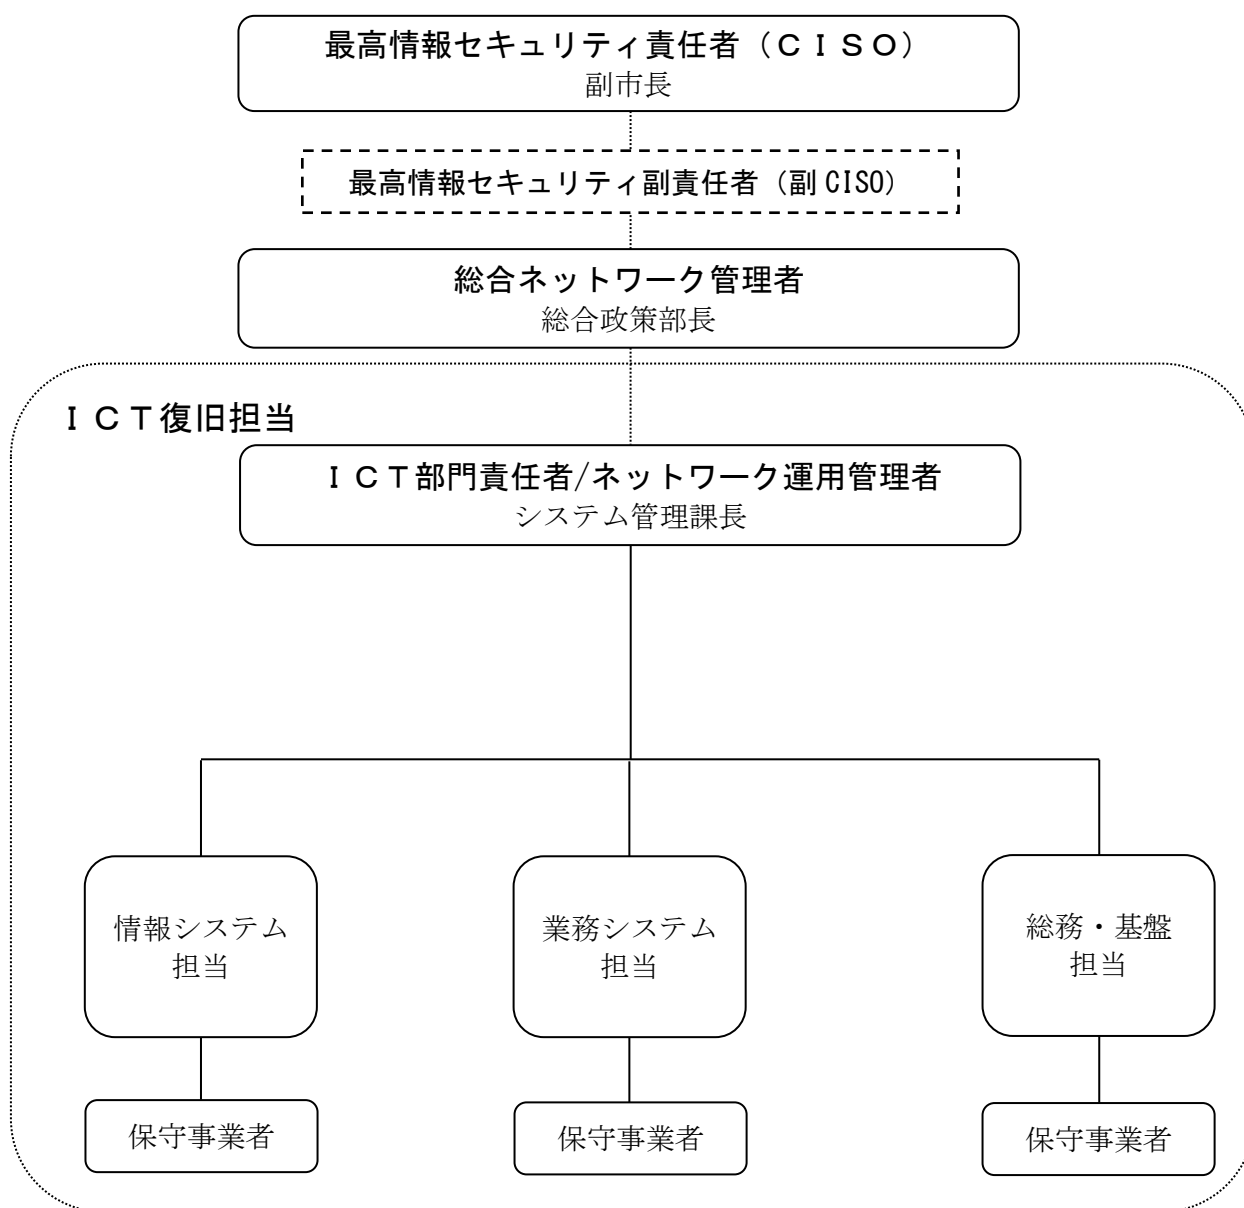 最高情報セキュリティ責任者（ＣＩＳＯ）
副市長
最高情報セキュリティ副責任者（副 CISO）
総合ネットワーク管理者
総合政策部長
ＩＣＴ復旧担当
ＩＣＴ部門責任者/ネットワーク運用管理者
システム管理課長
情報システム
担当
業務システム
担当
総務・基盤
担当
保守事業者
保守事業者
保守事業者